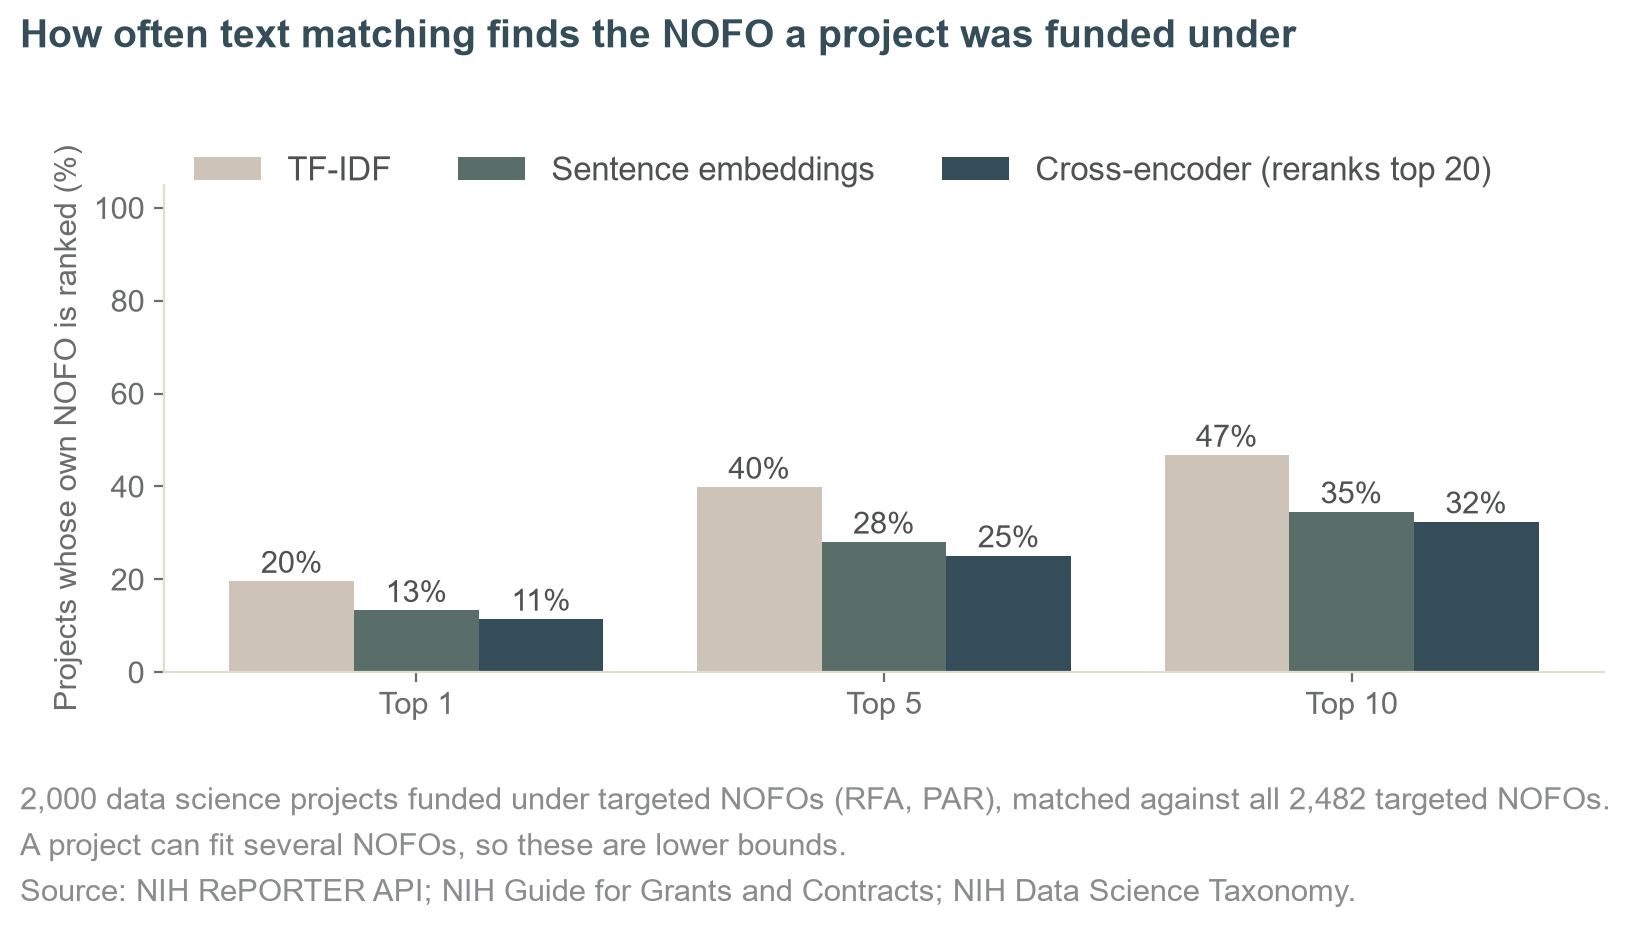 How often text matching finds the NOFO a project was funded under
TF-IDF
Sentence embeddings
Cross-encoder (reranks top 20)
Projects whose own NOFO is ranked (%)
100
80
60
40
20
0
20%
13%
11%
40%
28%
25%
47%
35%
32%
Top 1
Top 5
Top 10
2,000 data science projects funded under targeted NOFOs (RFA, PAR), matched against all 2,482 targeted NOFOs.
A project can fit several NOFOs, so these are lower bounds.
Source: NIH RePORTER API; NIH Guide for Grants and Contracts; NIH Data Science Taxonomy.